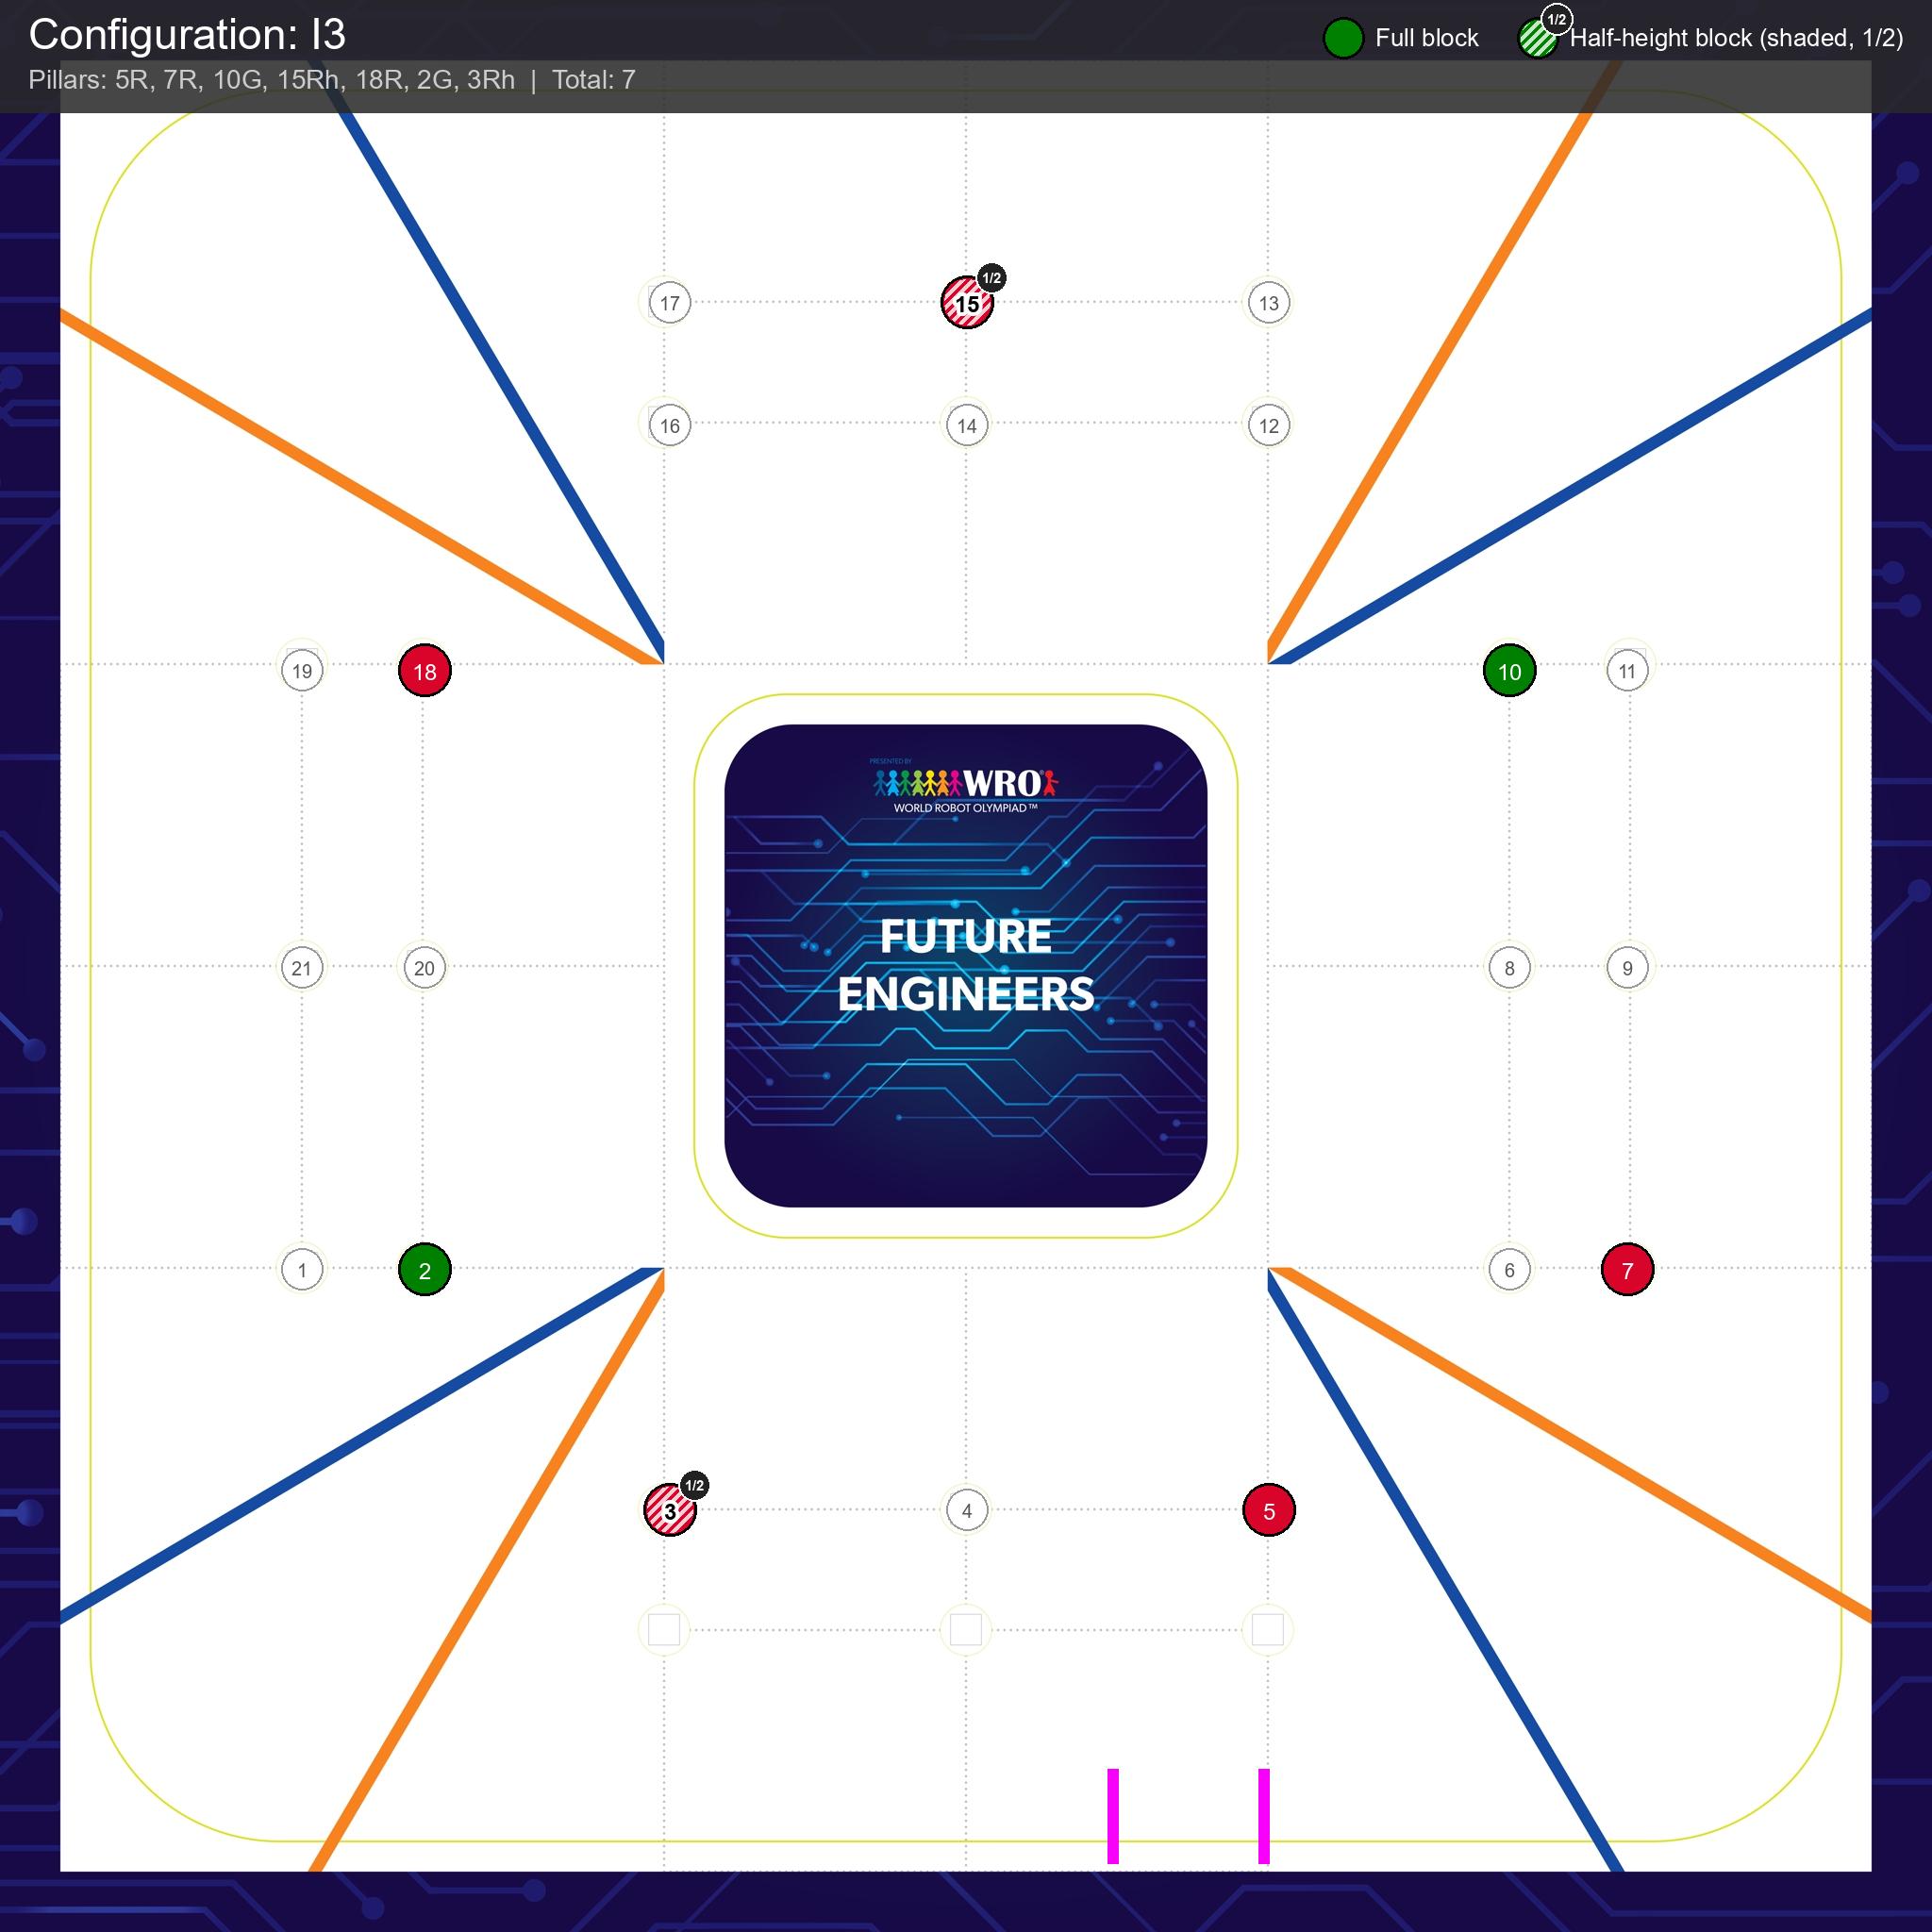 Configuration: I3
Full block
1/2
Half-height block (shaded, 1/2)
Pillars: 5R, 7R, 10G, 15Rh, 18R, 2G, 3Rh | Total: 7
1/2
17 15 13
16 14 12
19 18 10 11
PRESENTED BY
WRO
WORLD ROBOT OLYMPIAD™
FUTURE
21 20 8 9
ENGINEERS
1 2 6 7
1/2
3 4 5